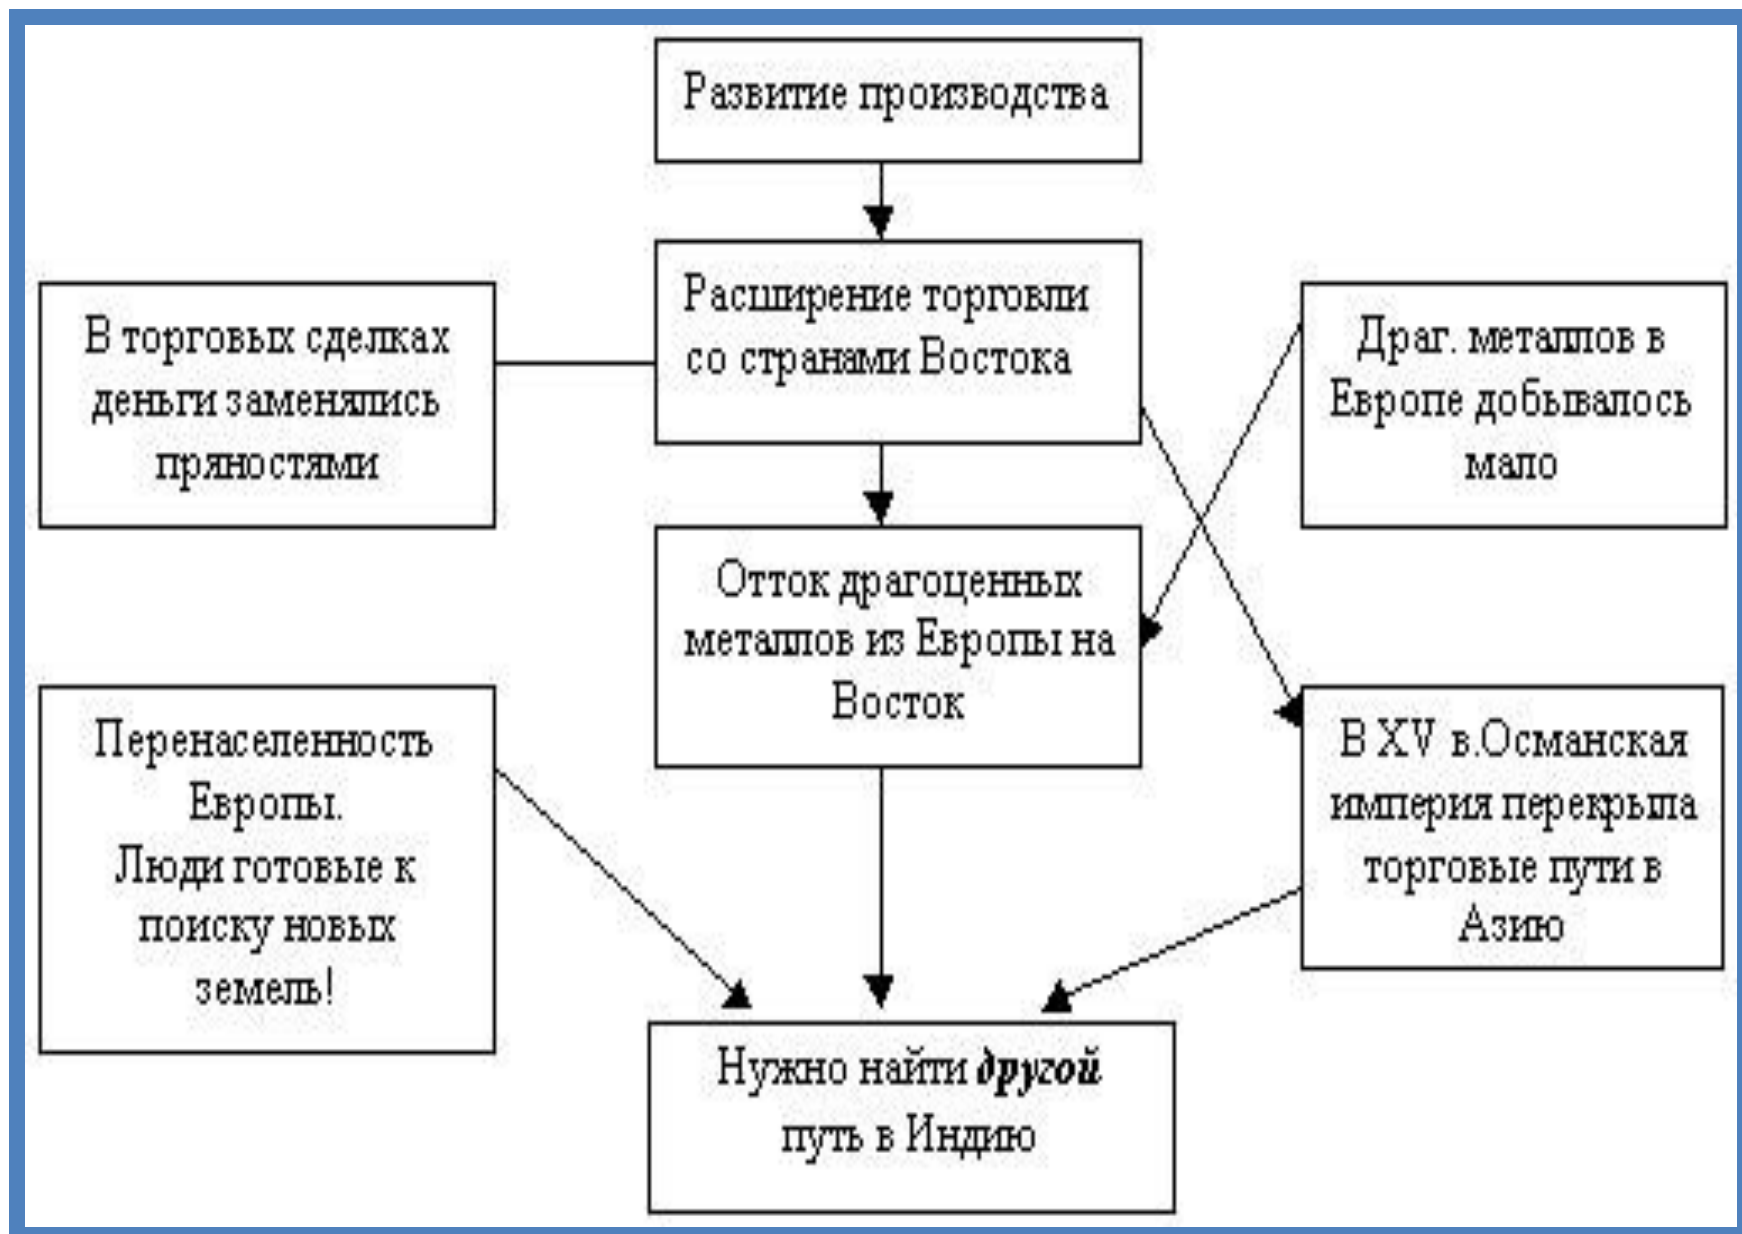 Развитие производства
Расширение торговли
со странами Востока
В торговых сделках
деньги заменялись
пряностями
Драг. металлов в
Европе добывалось
мало
Отток драгоценных
металлов из Европы на
Восток
Перенаселенность
Европы.
Люди готовые к
поиску новых
земель!
В XV в.Османская
империя перекрыла
торговые пути в
Азию
Нужно найти другой
путь в Индию